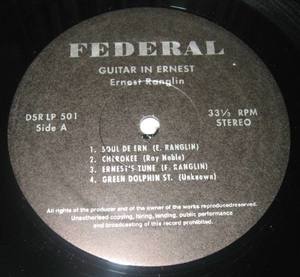 FEDERAL
GUITAR IN ERNEST
Ernest Ranglin
DSR LP 501
Side A
33⅓ RPM
STEREO
1. SOUL DE ERN (E. RANGLIN)
2. CHEROKEE (Ray Noble)
3. ERNEST'S TUNE (E. RANGLIN)
4. GREEN DOLPHIN ST. (Unknown)
All rights of the producer and of the owner of the works reproduced reserved.
Unauthorised copying, hiring, lending, public performance
and broadcasting of this record prohibited.